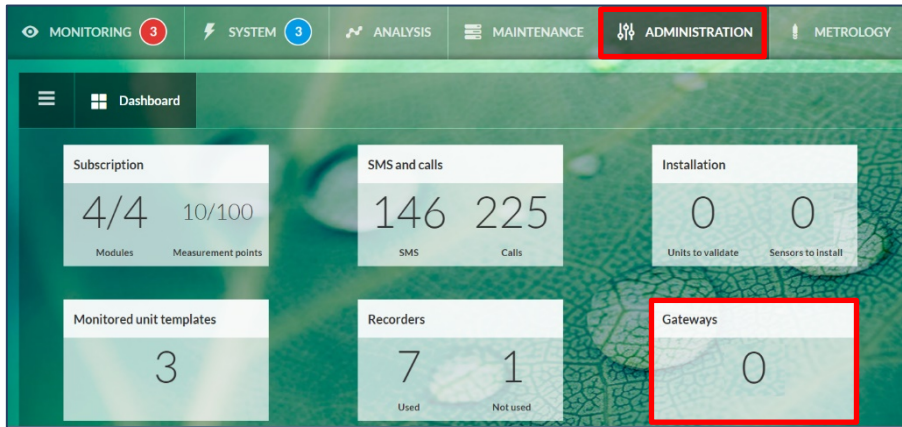 MONITORING 3 SYSTEM 3 ANALYSIS MAINTENANCE ADMINISTRATION METROLOGY
Dashboard
Subscription
4/4 10/100
Modules Measurement points
SMS and calls
146 225
SMS Calls
Installation
0 0
Units to validate Sensors to install
Monitored unit templates
3
Recorders
7 1
Used Not used
Gateways
0